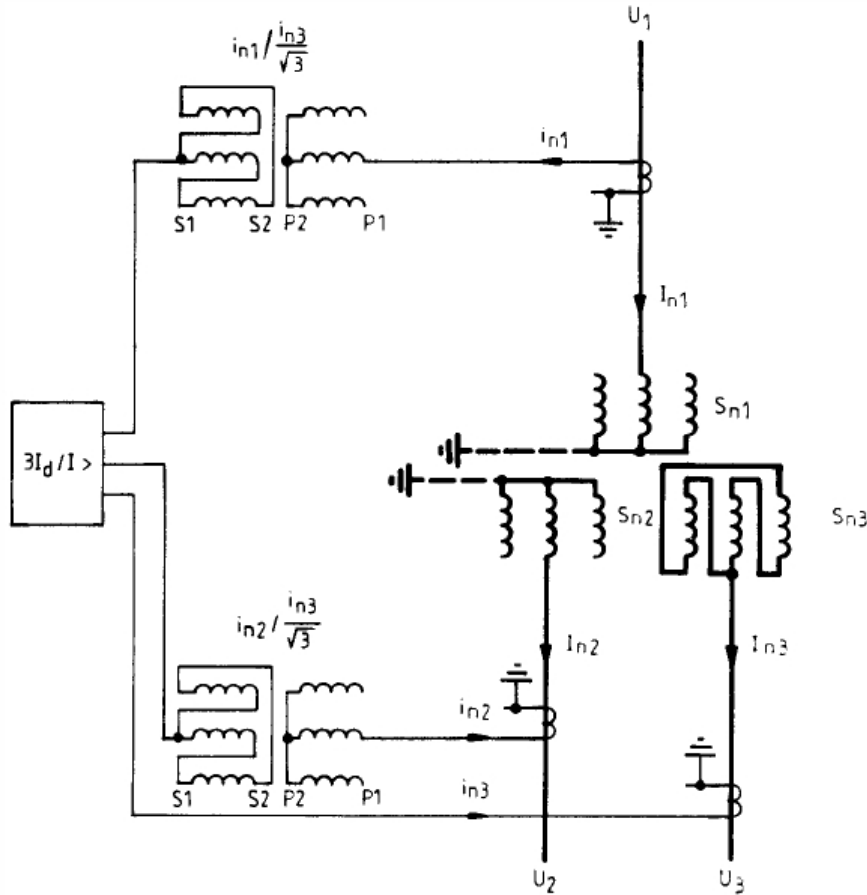 U1
in1 / in3/√3
in1
S1 S2 P2 P1
In1
Sn1
3Id/I >
Sn2 Sn3
in2 / in3/√3
In2 In3
in2
S1 S2 P2 P1
in3
U2 U3